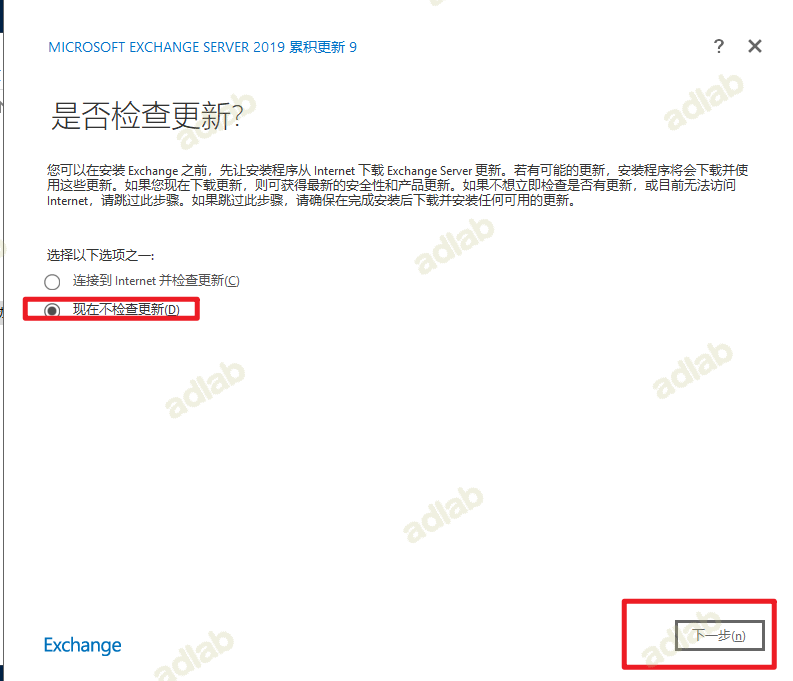 MICROSOFT EXCHANGE SERVER 2019 累积更新 9
? ✕
是否检查更新?
您可以在安装 Exchange 之前，先让安装程序从 Internet 下载 Exchange Server 更新。若有可能的更新，安装程序将会下载并使
用这些更新。如果您现在下载更新，则可获得最新的安全性和产品更新。如果不想立即检查是否有更新，或目前无法访问
Internet，请跳过此步骤。如果跳过此步骤，请确保在完成安装后下载并安装任何可用的更新。
选择以下选项之一:
连接到 Internet 并检查更新(C)
现在不检查更新(D)
Exchange
下一步(n)
adlab
adlab
adlab
adlab
adlab
adlab
adlab
adlab